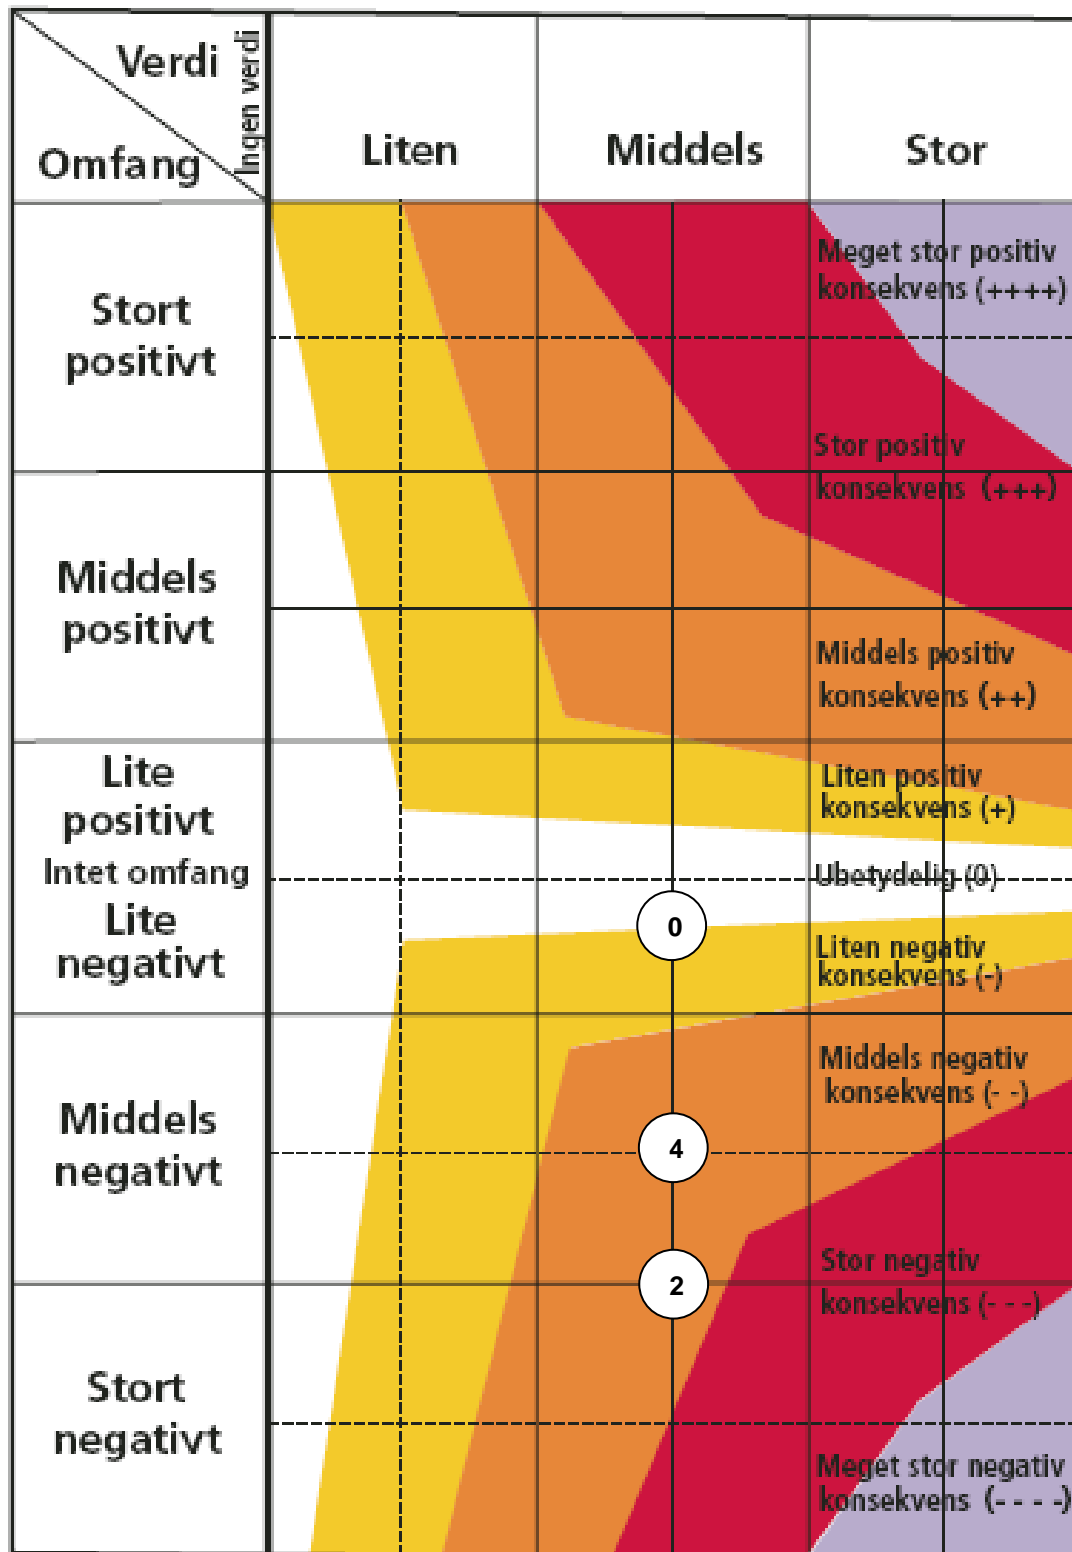 Verdi
Ingen verdi
Omfang
Liten
Middels
Stor
Stort
positivt
Meget stor positiv
konsekvens (++++)
Stor positiv
konsekvens (+++)
Middels
positivt
Middels positiv
konsekvens (++)
Lite
positivt
Liten positiv
konsekvens (+)
Intet omfang
Ubetydelig (0)
Lite
negativt
0
Liten negativ
konsekvens (-)
Middels
negativt
Middels negativ
konsekvens (- -)
4
2
Stor negativ
konsekvens (- - -)
Stort
negativt
Meget stor negativ
konsekvens (- - - -)